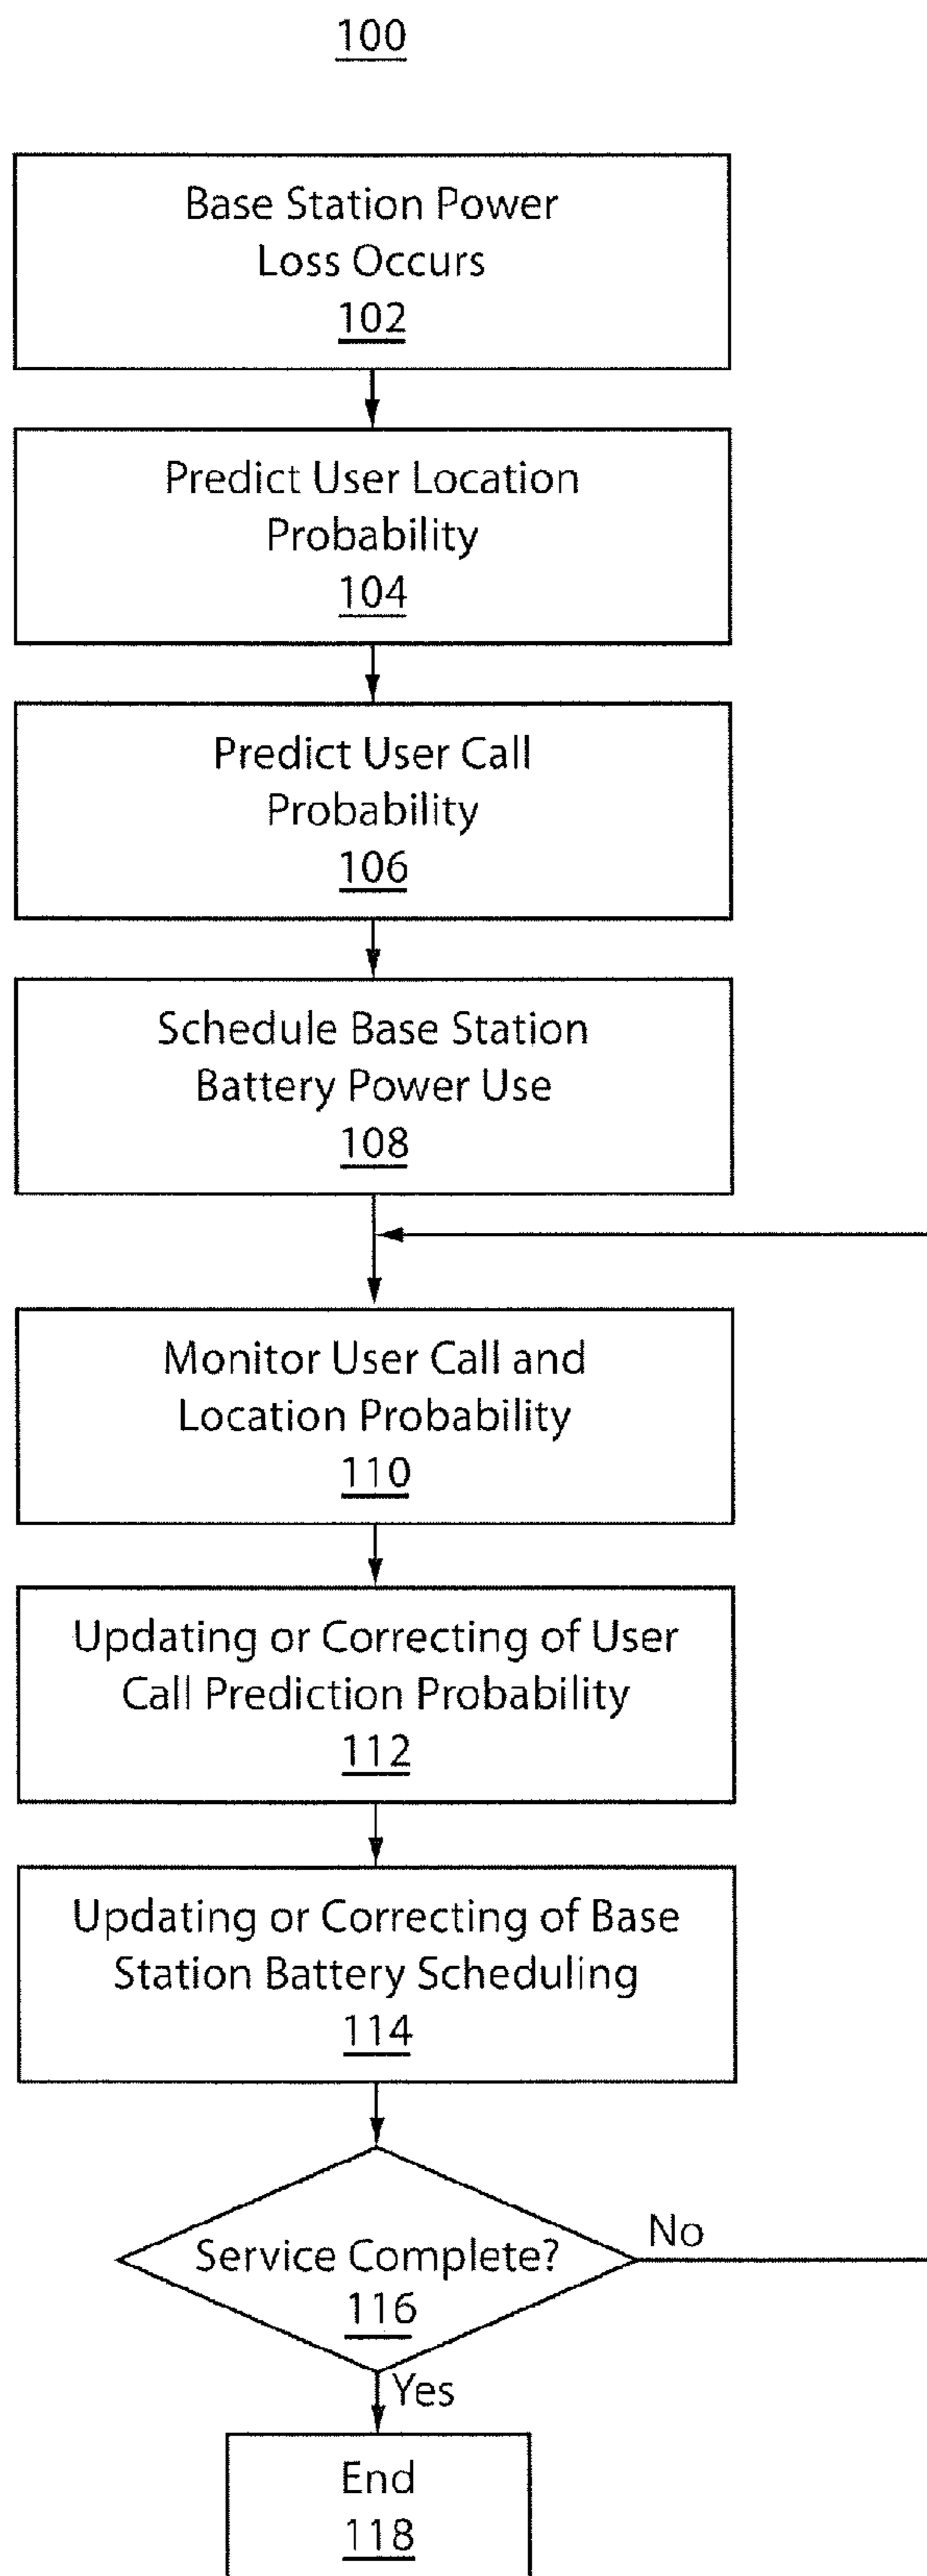 100
Base Station Power
Loss Occurs
102
Predict User Location
Probability
104
Predict User Call
Probability
106
Schedule Base Station
Battery Power Use
108
Monitor User Call and
Location Probability
110
Updating or Correcting of User
Call Prediction Probability
112
Updating or Correcting of Base
Station Battery Scheduling
114
No
Service Complete?
116
Yes
End
118